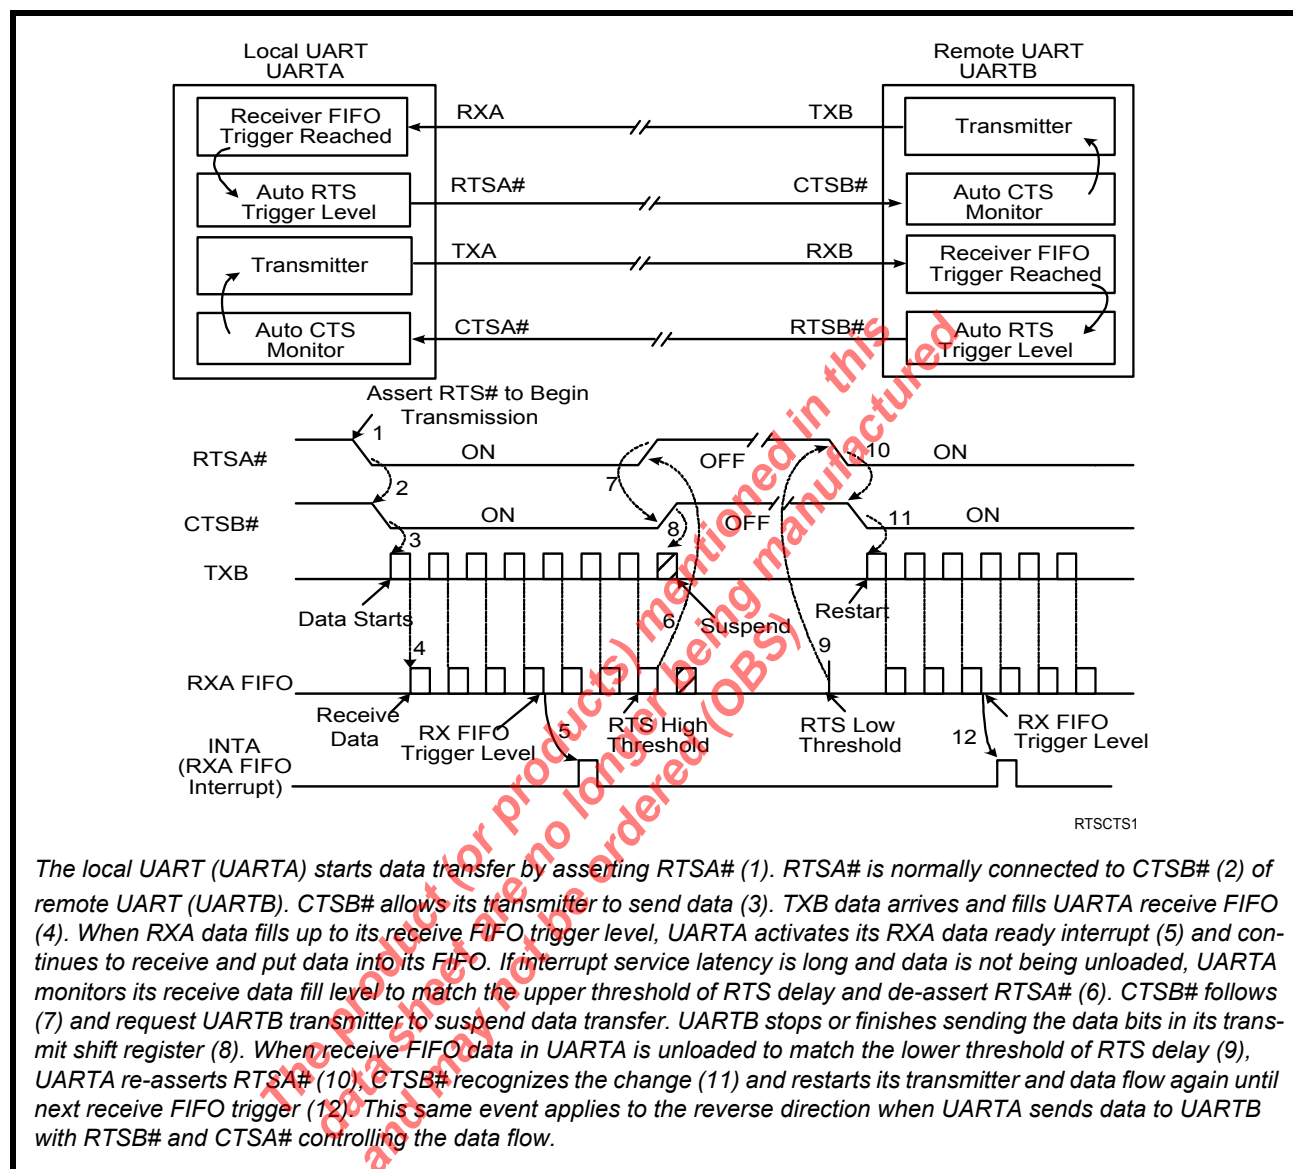 Local UART
UARTA
Remote UART
UARTB
Receiver FIFO
Trigger Reached
RXA
TXB
Transmitter
Auto RTS
Trigger Level
RTSA#
CTSB#
Auto CTS
Monitor
Transmitter
TXA
RXB
Receiver FIFO
Trigger Reached
Auto CTS
Monitor
CTSA#
RTSB#
Auto RTS
Trigger Level
Assert RTS# to Begin
Transmission
RTSA#
1
ON
7
OFF
10
ON
2
CTSB#
ON
8
OFF
11
ON
3
TXB
Data Starts
6
Suspend
Restart
4
9
RXA FIFO
Receive
Data
RX FIFO
Trigger Level
5
RTS High
Threshold
RTS Low
Threshold
12
RX FIFO
Trigger Level
INTA
(RXA FIFO
Interrupt)
RTSCTS1
The local UART (UARTA) starts data transfer by asserting RTSA# (1). RTSA# is normally connected to CTSB# (2) of
remote UART (UARTB). CTSB# allows its transmitter to send data (3). TXB data arrives and fills UARTA receive FIFO
(4). When RXA data fills up to its receive FIFO trigger level, UARTA activates its RXA data ready interrupt (5) and con-
tinues to receive and put data into its FIFO. If interrupt service latency is long and data is not being unloaded, UARTA
monitors its receive data fill level to match the upper threshold of RTS delay and de-assert RTSA# (6). CTSB# follows
(7) and request UARTB transmitter to suspend data transfer. UARTB stops or finishes sending the data bits in its trans-
mit shift register (8). When receive FIFO data in UARTA is unloaded to match the lower threshold of RTS delay (9),
UARTA re-asserts RTSA# (10), CTSB# recognizes the change (11) and restarts its transmitter and data flow again until
next receive FIFO trigger (12). This same event applies to the reverse direction when UARTA sends data to UARTB
with RTSB# and CTSA# controlling the data flow.
The product (or products) mentioned in this
data sheet are no longer being manufactured
and may not be ordered (OBS)